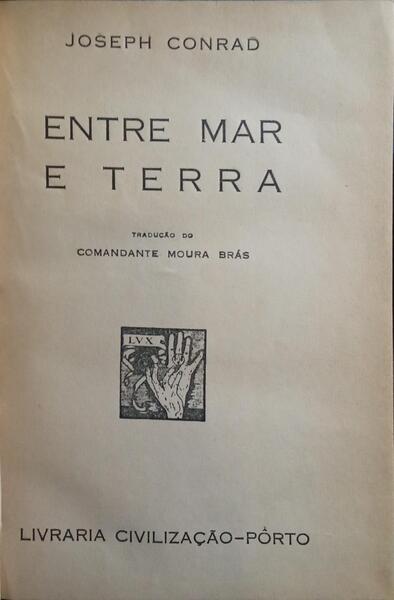 JOSEPH CONRAD
ENTRE MAR
E TERRA
TRADUÇÃO DO
COMANDANTE MOURA BRÁS
LVX
LIVRARIA CIVILIZAÇÃO-PÔRTO